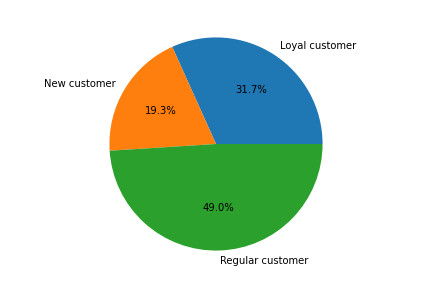 Loyal customer
31.7%
New customer
19.3%
49.0%
Regular customer